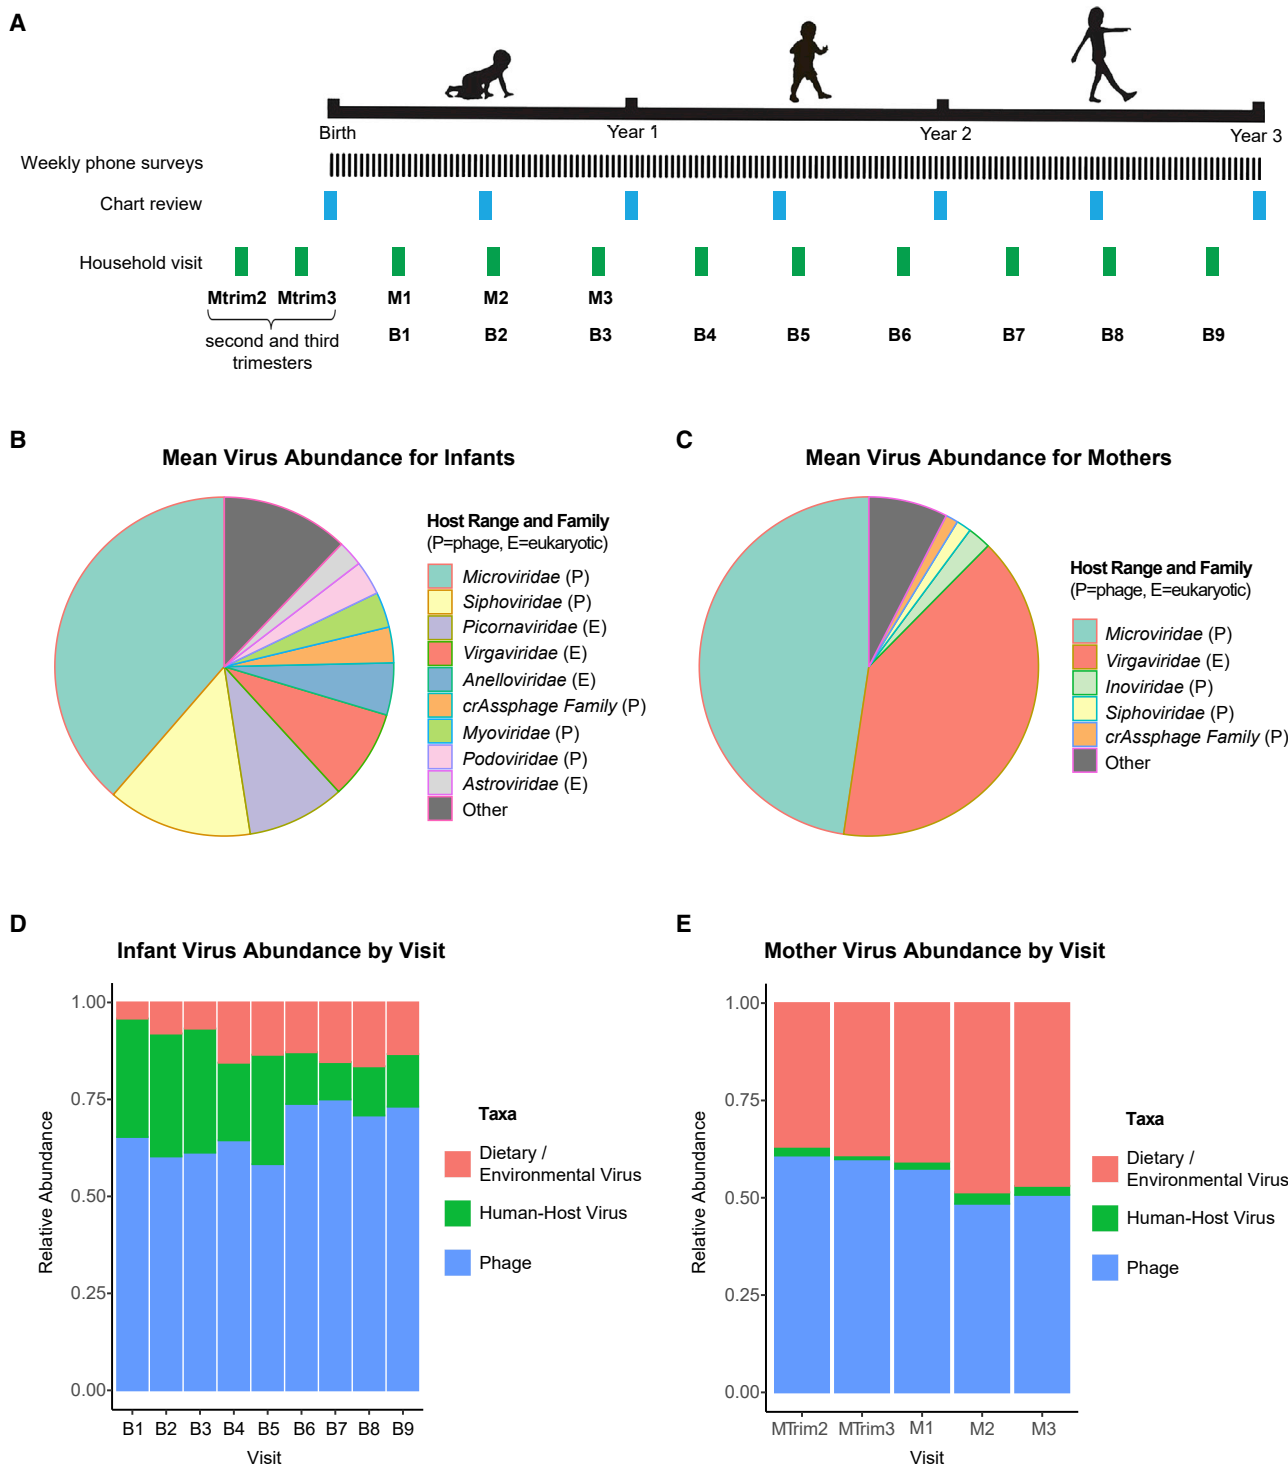 A
Birth
Year 1
Year 2
Year 3
Weekly phone surveys
Chart review
Household visit
Mtrim2 Mtrim3 M1 M2 M3
second and third
trimesters
B1 B2 B3 B4 B5 B6 B7 B8 B9
B
Mean Virus Abundance for Infants
Host Range and Family
(P=phage, E=eukaryotic)
Microviridae (P)
Siphoviridae (P)
Picornaviridae (E)
Virgaviridae (E)
Anelloviridae (E)
crAssphage Family (P)
Myoviridae (P)
Podoviridae (P)
Astroviridae (E)
Other
C
Mean Virus Abundance for Mothers
Host Range and Family
(P=phage, E=eukaryotic)
Microviridae (P)
Virgaviridae (E)
Inoviridae (P)
Siphoviridae (P)
crAssphage Family (P)
Other
D
Infant Virus Abundance by Visit
Relative Abundance
1.00
0.75
0.50
0.25
0.00
B1 B2 B3 B4 B5 B6 B7 B8 B9
Visit
Taxa
Dietary /
Environmental Virus
Human-Host Virus
Phage
E
Mother Virus Abundance by Visit
Relative Abundance
1.00
0.75
0.50
0.25
0.00
MTrim2 MTrim3 M1 M2 M3
Visit
Taxa
Dietary /
Environmental Virus
Human-Host Virus
Phage